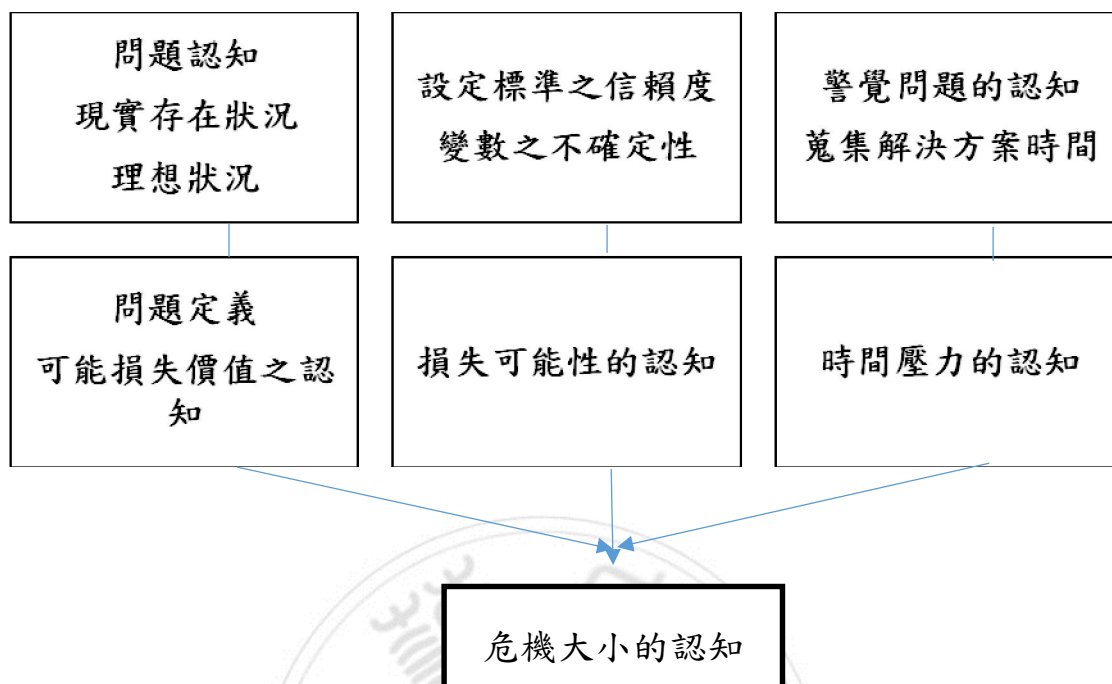 問題認知
現實存在狀況
理想狀況
設定標準之信賴度
變數之不確定性
警覺問題的認知
蒐集解決方案時間
問題定義
可能損失價值之認
知
損失可能性的認知
時間壓力的認知
危機大小的認知